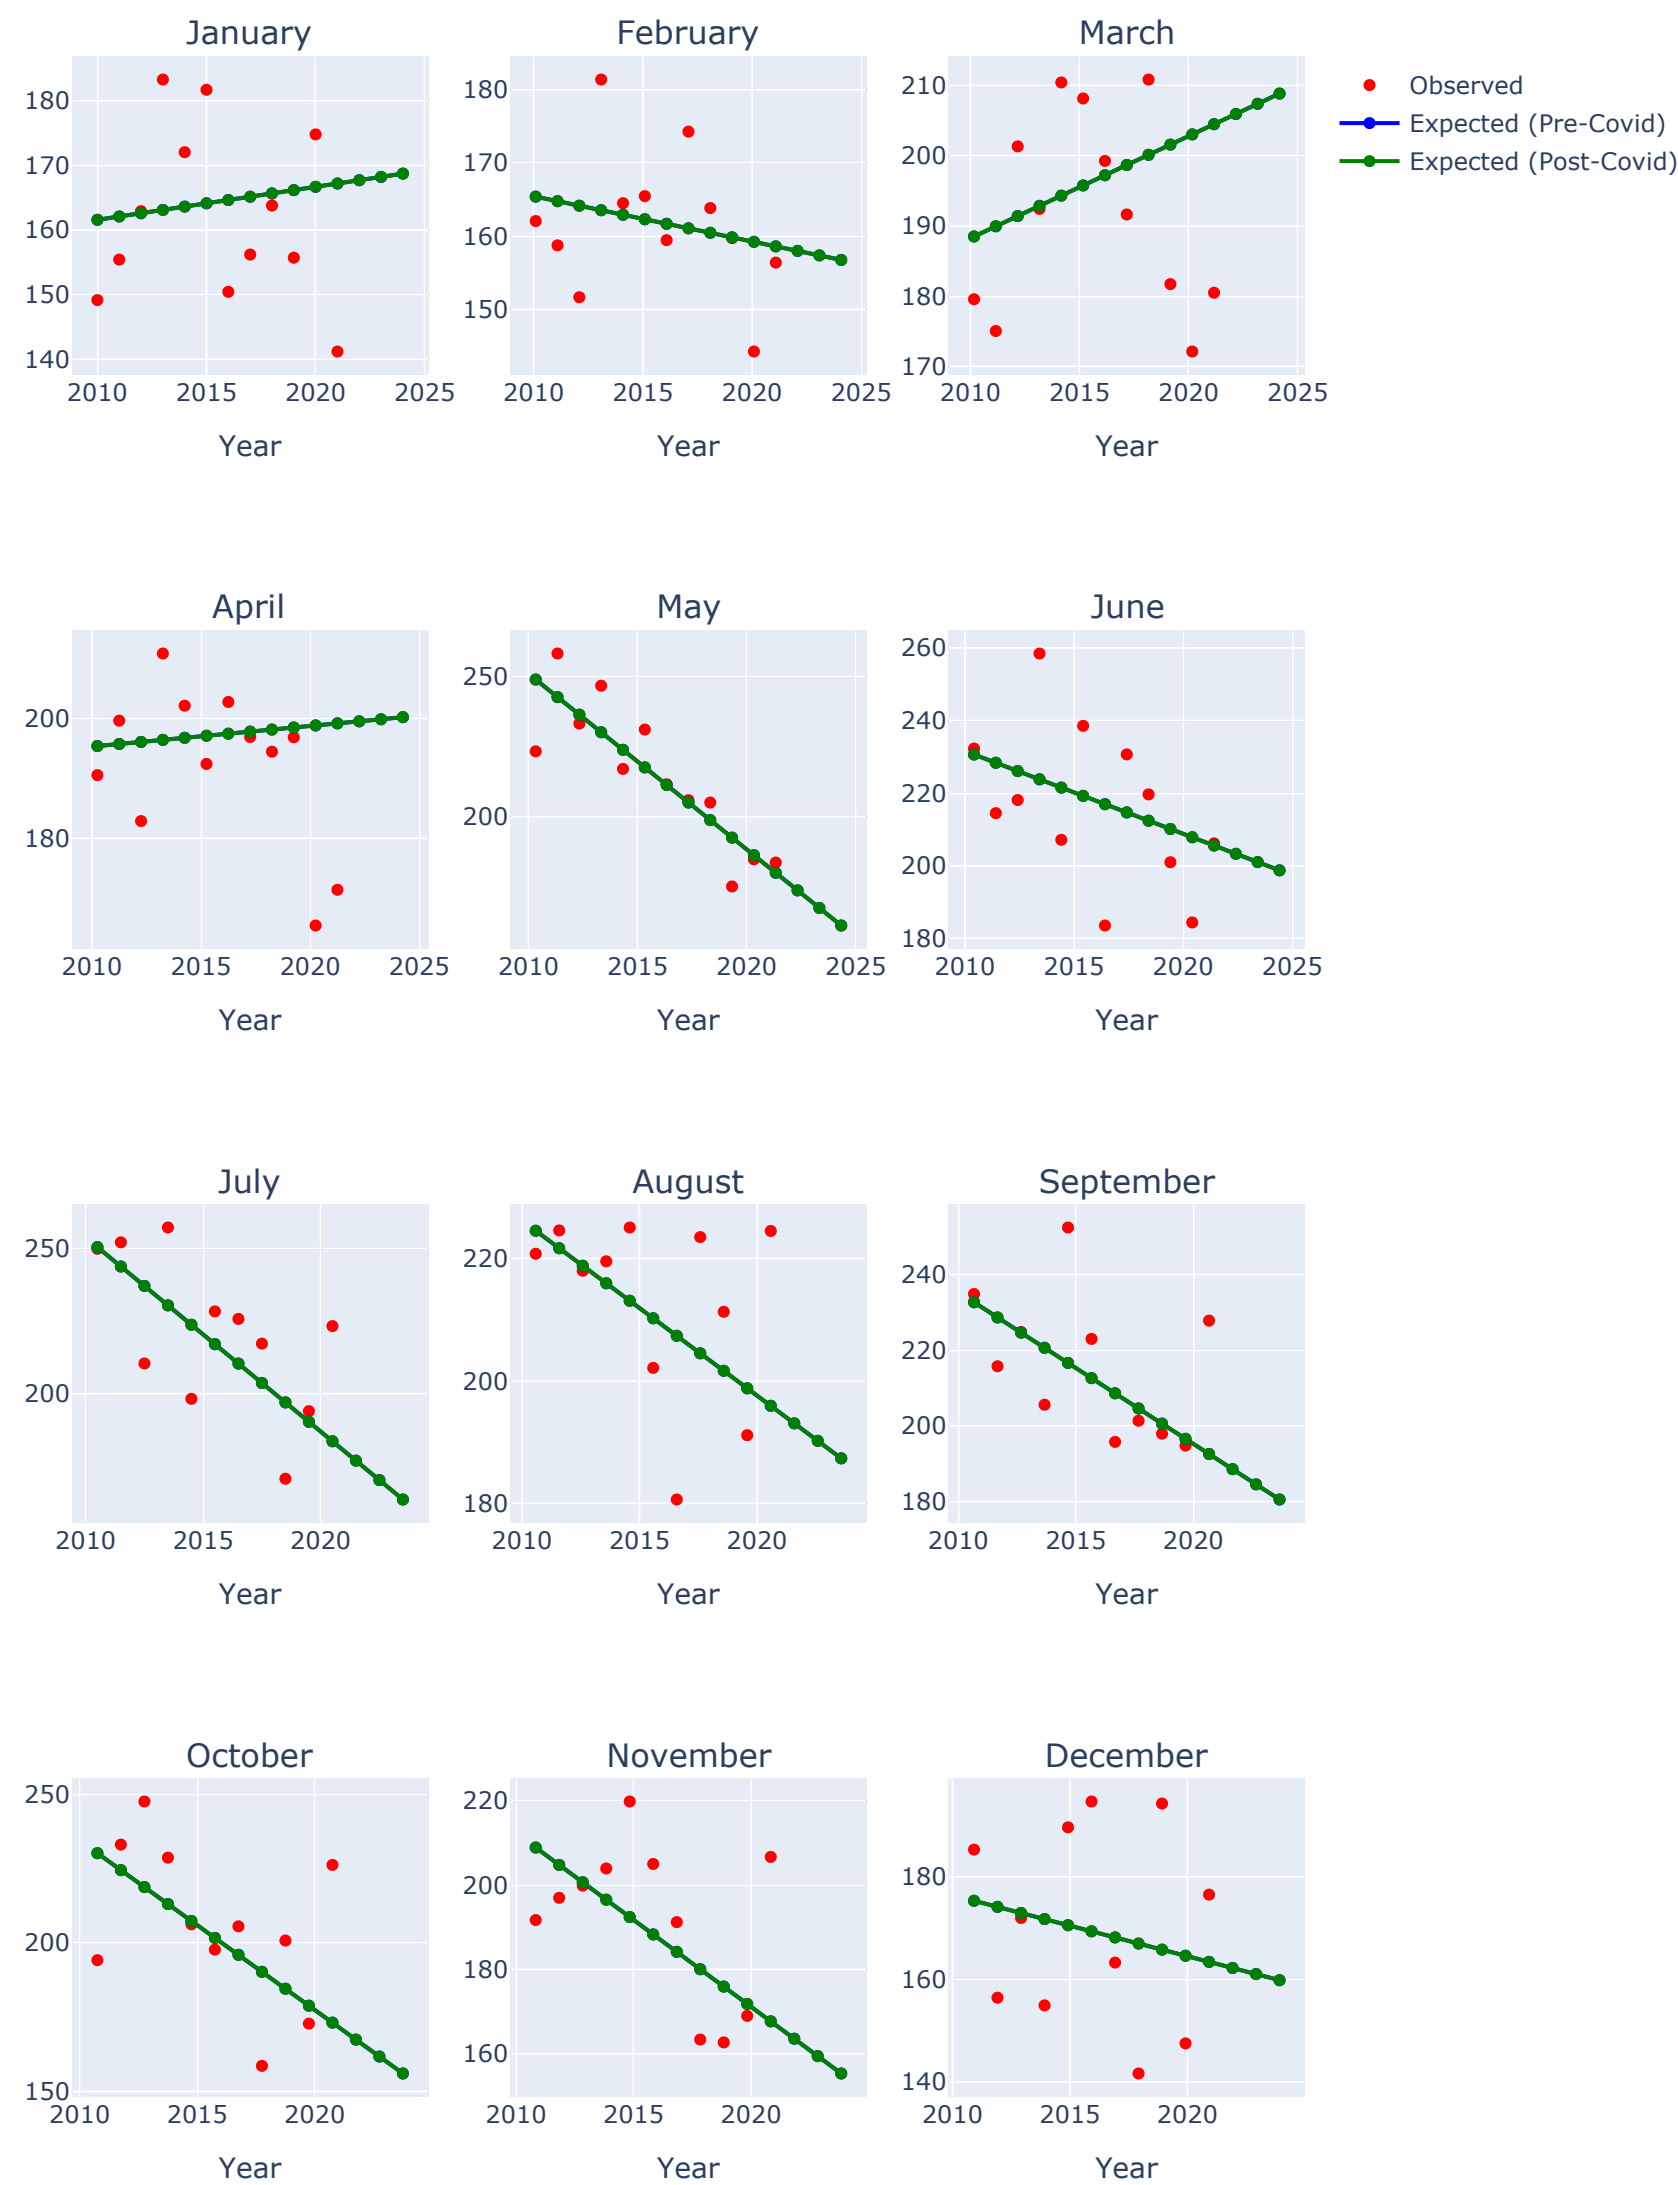 January
February
March
180
170
160
150
140
2010 2015 2020 2025
Year
180
170
160
150
2010 2015 2020 2025
Year
210
200
190
180
170
2010 2015 2020 2025
Year
Observed
Expected (Pre-Covid)
Expected (Post-Covid)
April
May
June
200
180
2010 2015 2020 2025
Year
250
200
2010 2015 2020 2025
Year
260
240
220
200
180
2010 2015 2020 2025
Year
July
August
September
250
200
2010 2015 2020
Year
220
200
180
2010 2015 2020
Year
240
220
200
180
2010 2015 2020
Year
October
November
December
250
200
150
2010 2015 2020
Year
220
200
180
160
2010 2015 2020
Year
180
160
140
2010 2015 2020
Year